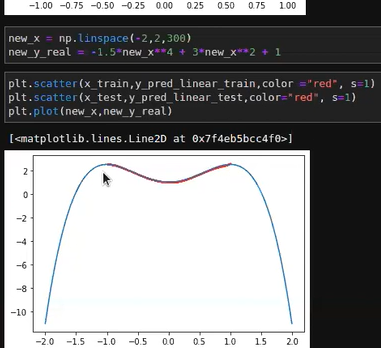 −1.00 −0.75 −0.50 −0.25 0.00 0.25 0.50 0.75 1.00
new_x = np.linspace(-2,2,300)
new_y_real = -1.5*new_x**4 + 3*new_x**2 + 1
plt.scatter(x_train,y_pred_linear_train,color ="red", s=1)
plt.scatter(x_test,y_pred_linear_test,color="red", s=1)
plt.plot(new_x,new_y_real)
[<matplotlib.lines.Line2D at 0x7f4eb5bcc4f0>]
2
0
−2
−4
−6
−8
−10
−2.0 −1.5 −1.0 −0.5 0.0 0.5 1.0 1.5 2.0